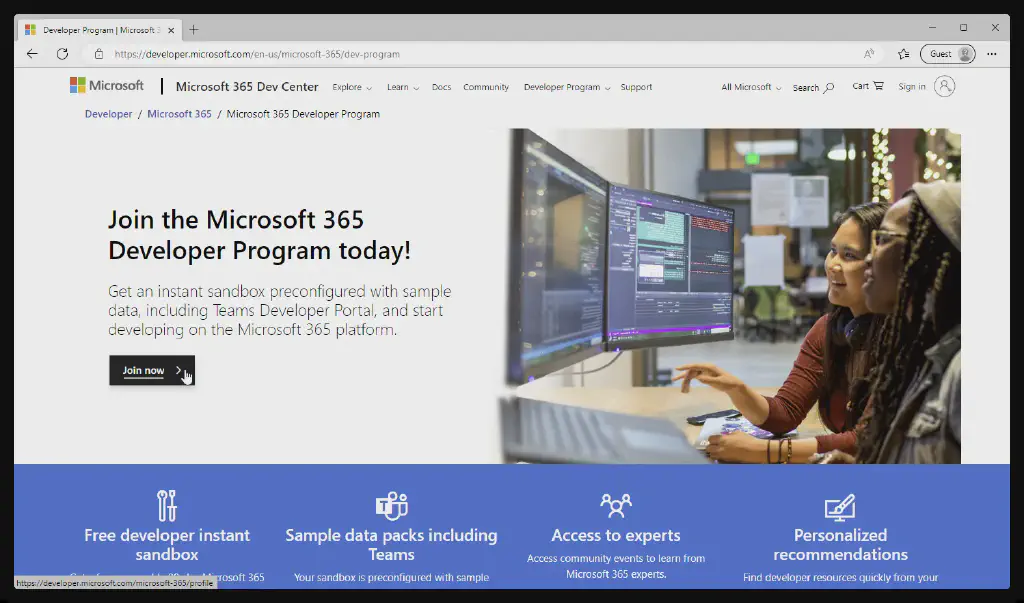 Developer Program | Microsoft 3
https://developer.microsoft.com/en-us/microsoft-365/dev-program
Guest
Microsoft
Microsoft 365 Dev Center
Explore
Learn
Docs
Community
Developer Program
Support
All Microsoft
Search
Cart
Sign in
Developer / Microsoft 365 / Microsoft 365 Developer Program
Join the Microsoft 365
Developer Program today!
Get an instant sandbox preconfigured with sample
data, including Teams Developer Portal, and start
developing on the Microsoft 365 platform.
Join now
Free developer instant
sandbox
Microsoft 365
Sample data packs including
Teams
Your sandbox is preconfigured with sample
Access to experts
Access community events to learn from
Microsoft 365 experts.
Personalized
recommendations
Find developer resources quickly from your
https://developer.microsoft.com/microsoft-365/profile